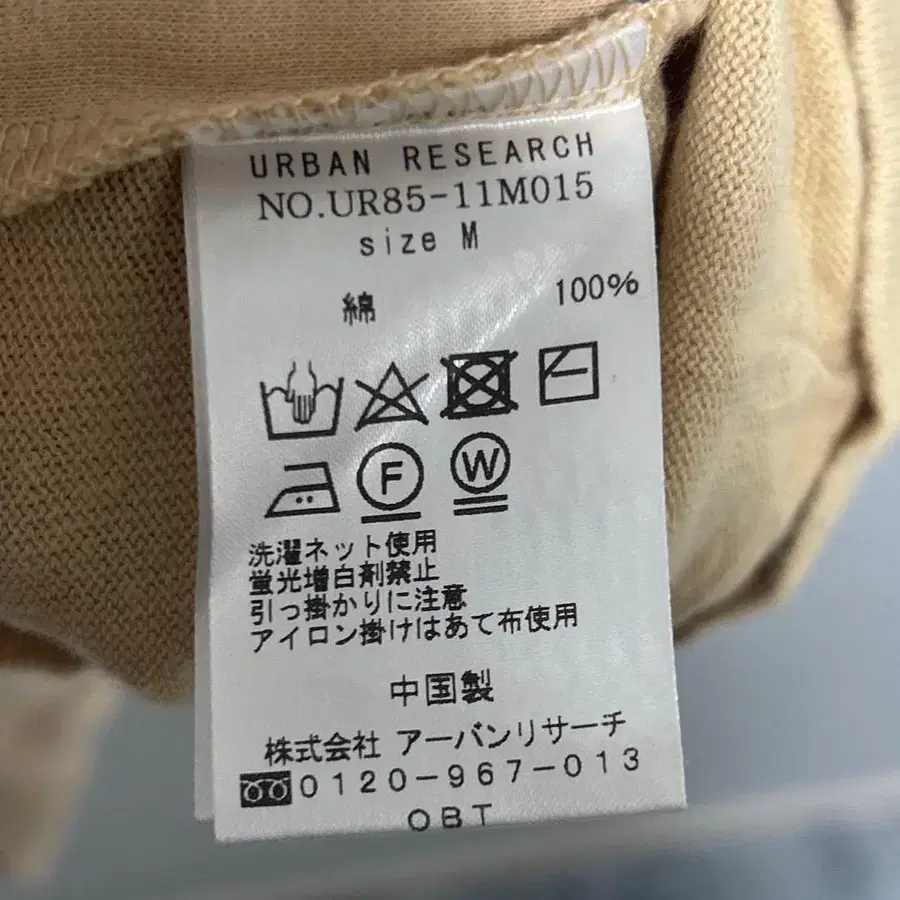 URBAN RESEARCH
NO.UR85-11M015
size M
綿 100%
F W
洗濯ネット使用
蛍光増白剤禁止
引っ掛かりに注意
アイロン掛けはあて布使用
中国製
株式会社 アーバンリサーチ
0120-967-013
OBT